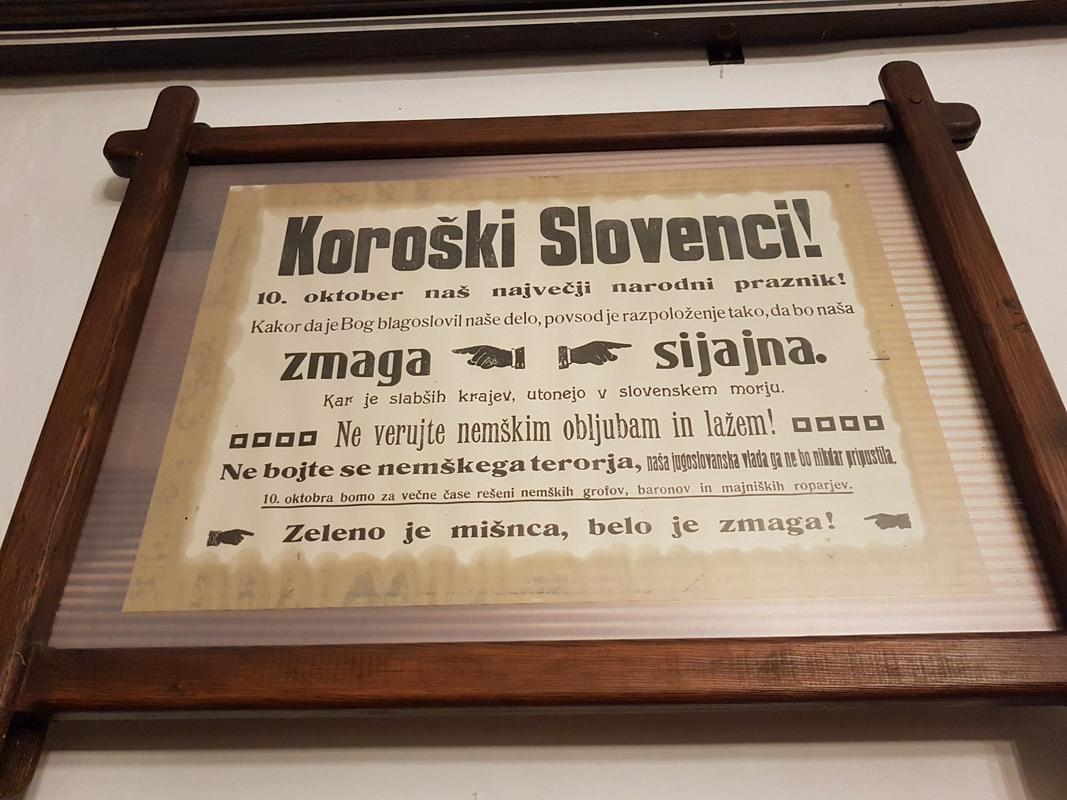 Koroški Slovenci!
10. oktober naš največji narodni praznik!
Kakor da je Bog blagoslovil naše delo, povsod je razpoloženje tako, da bo naša
zmaga sijajna.
Kar je slabših krajev, utonejo v slovenskem morju.
Ne verujte nemškim obljubam in lažem!
Ne bojte se nemškega terorja, naša jugoslovanska vlada ga ne bo nikdar pripustila.
10. oktobra bomo za večne čase rešeni nemških grofov, baronov in majniških roparjev.
Zeleno je mišnca, belo je zmaga!